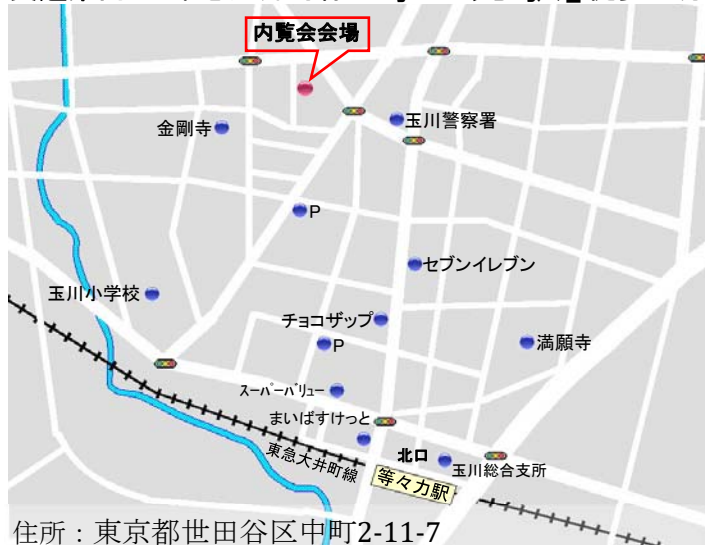 内覧会会場
金剛寺
玉川警察署
P
セブンイレブン
玉川小学校
チョコザップ
P
満願寺
スーパーバリュー
まいばすけっと
東急大井町線
北口
玉川総合支所
等々力駅
住所：東京都世田谷区中町2-11-7